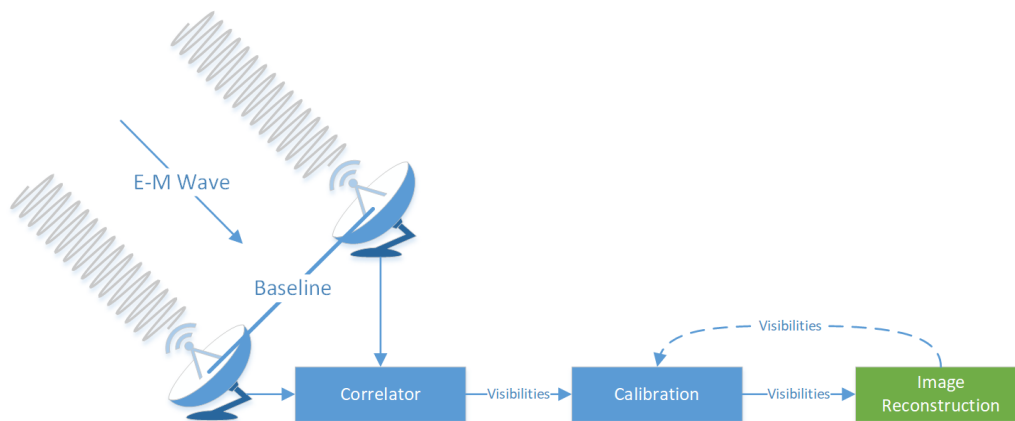 E-M Wave
Baseline
Visibilities
Correlator
Visibilities
Calibration
Visibilities
Image
Reconstruction